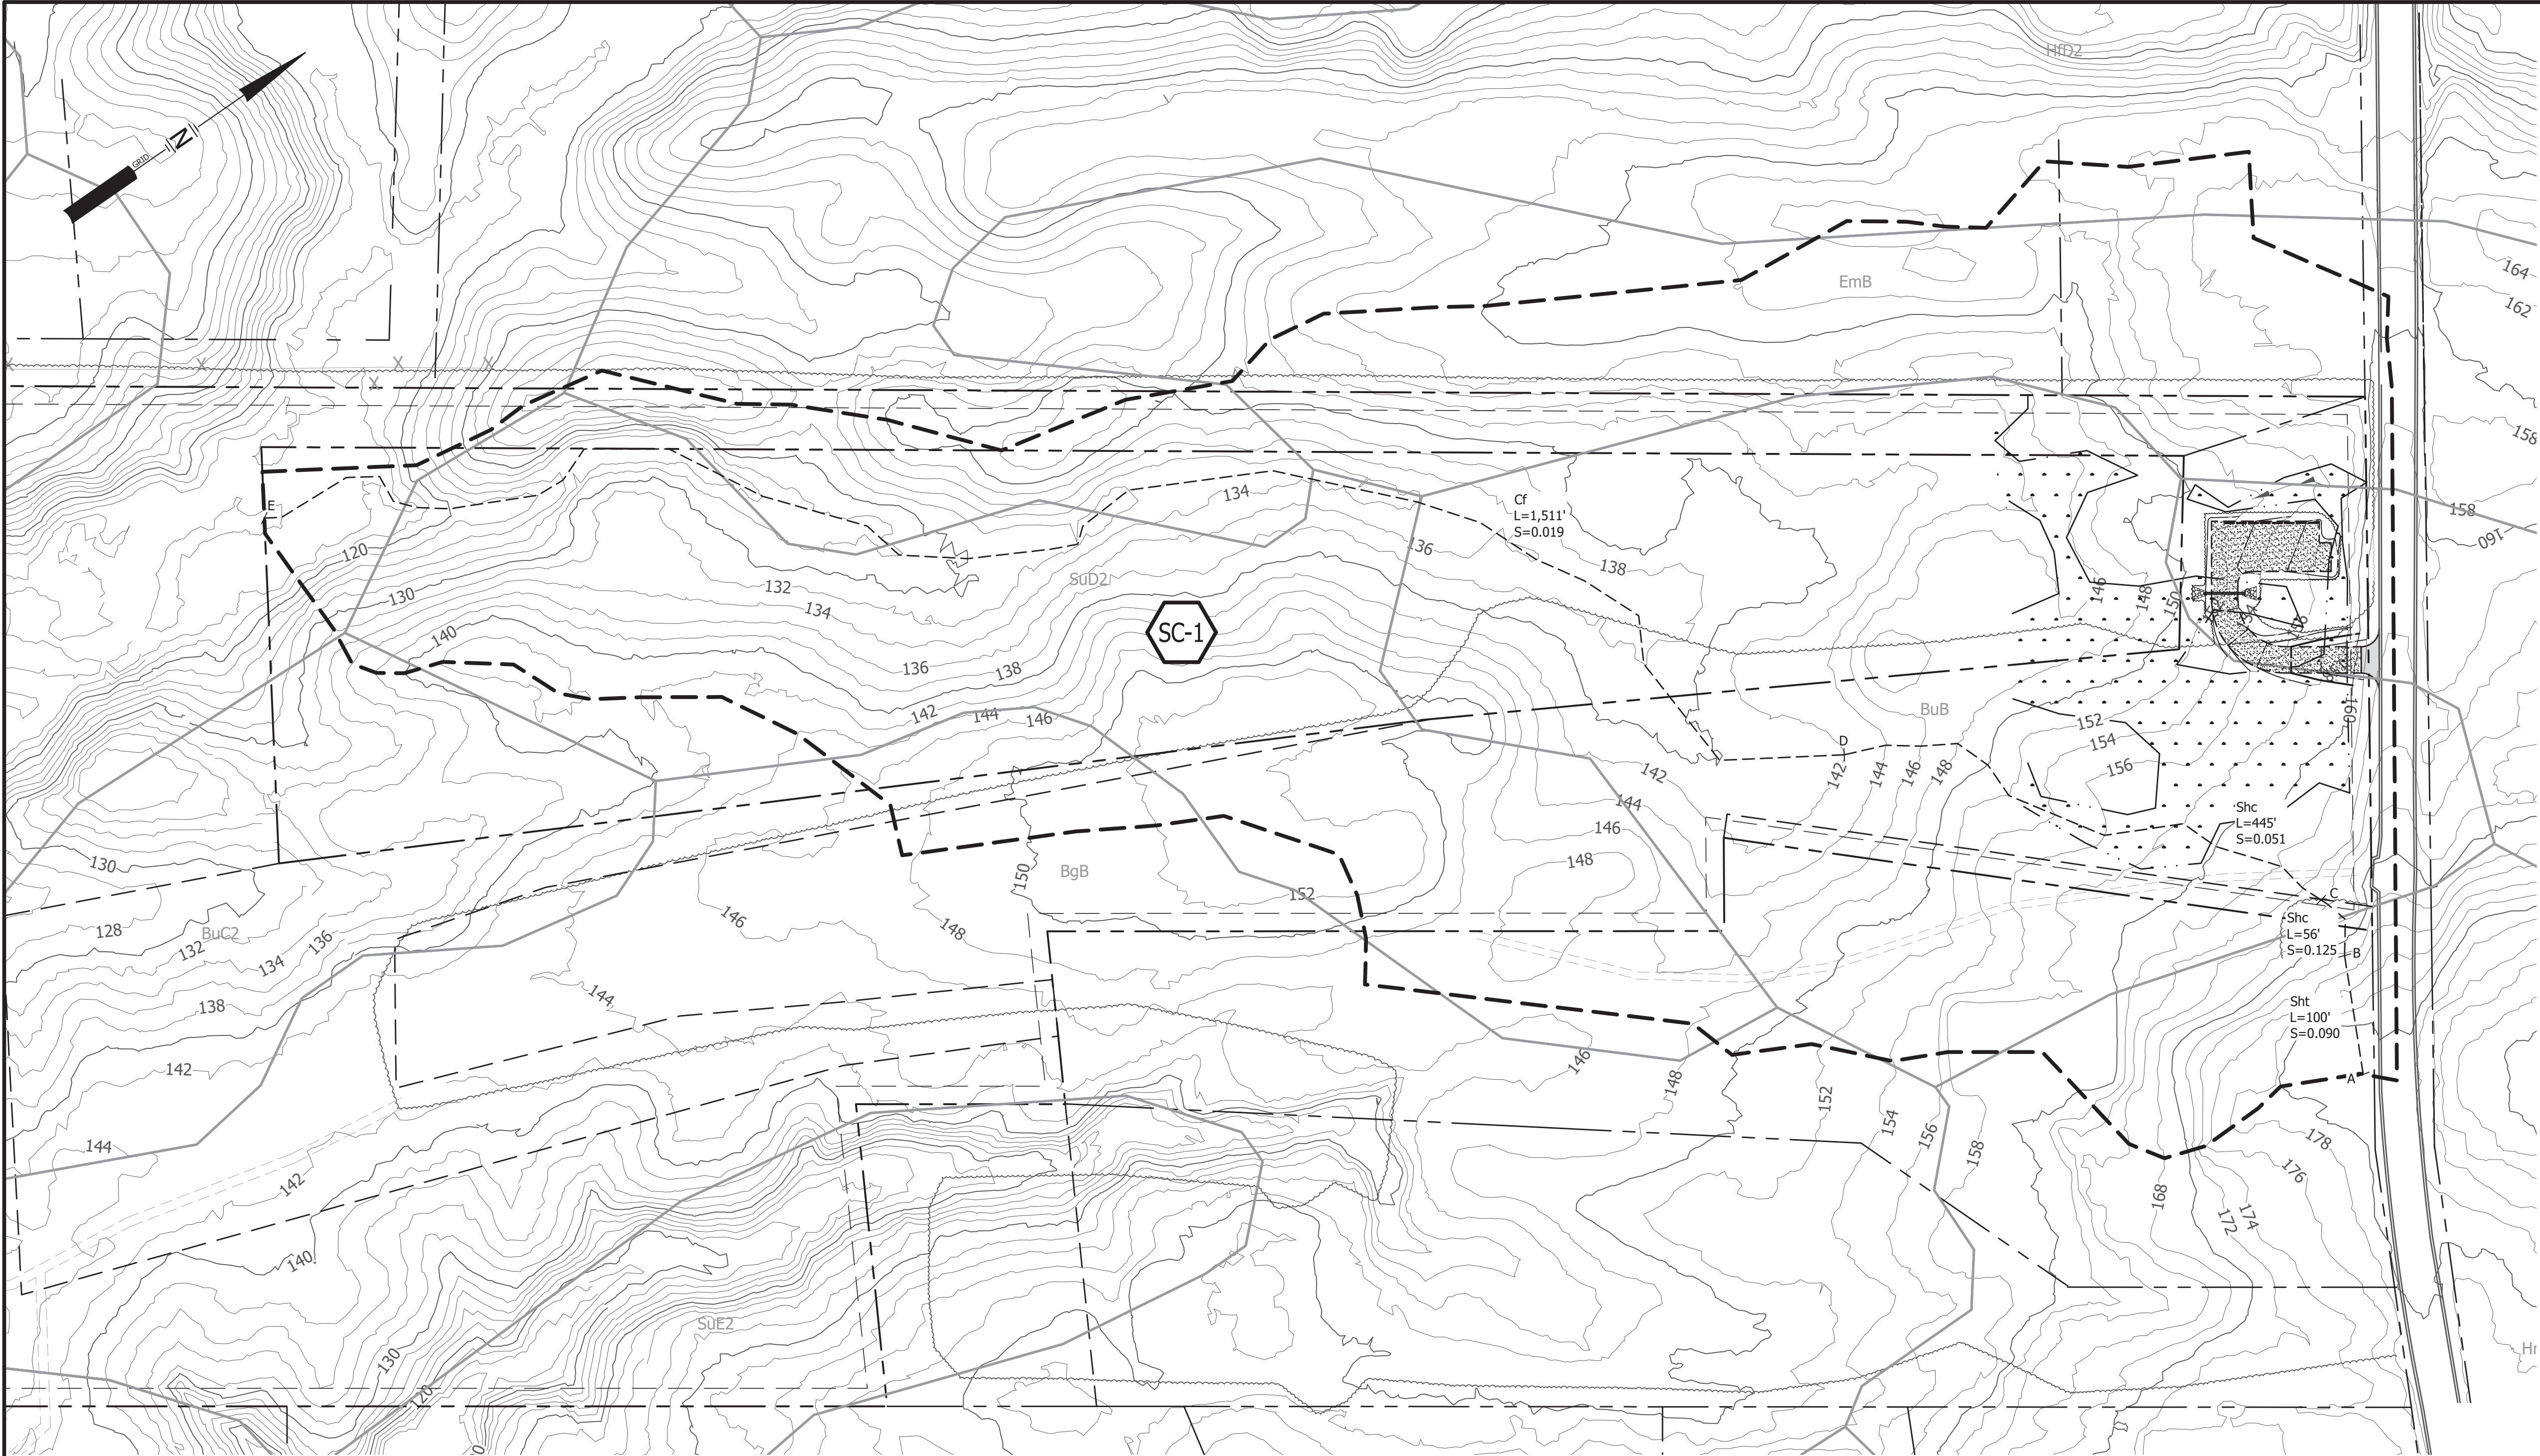 HfD2
N
GRID
164
162
158
EmB
X
X
X
X
X
158
158
160
E
134
Cf
L=1,511'
S=0.019
136
138
120
130
132
134
SuD2
SC-1
140
136
138
142
144
146
146
148
150
BuB
D
142
144
146
148
152
154
156
160
142
144
146
148
Shc
L=445'
S=0.051
130
150
BgB
152
C
128
BuC2
132
134
136
146
148
Shc
L=56'
S=0.125
B
138
144
Sht
L=100'
S=0.090
142
146
148
A
152
154
156
158
144
142
178
176
168
172
174
140
SuE2
130
120